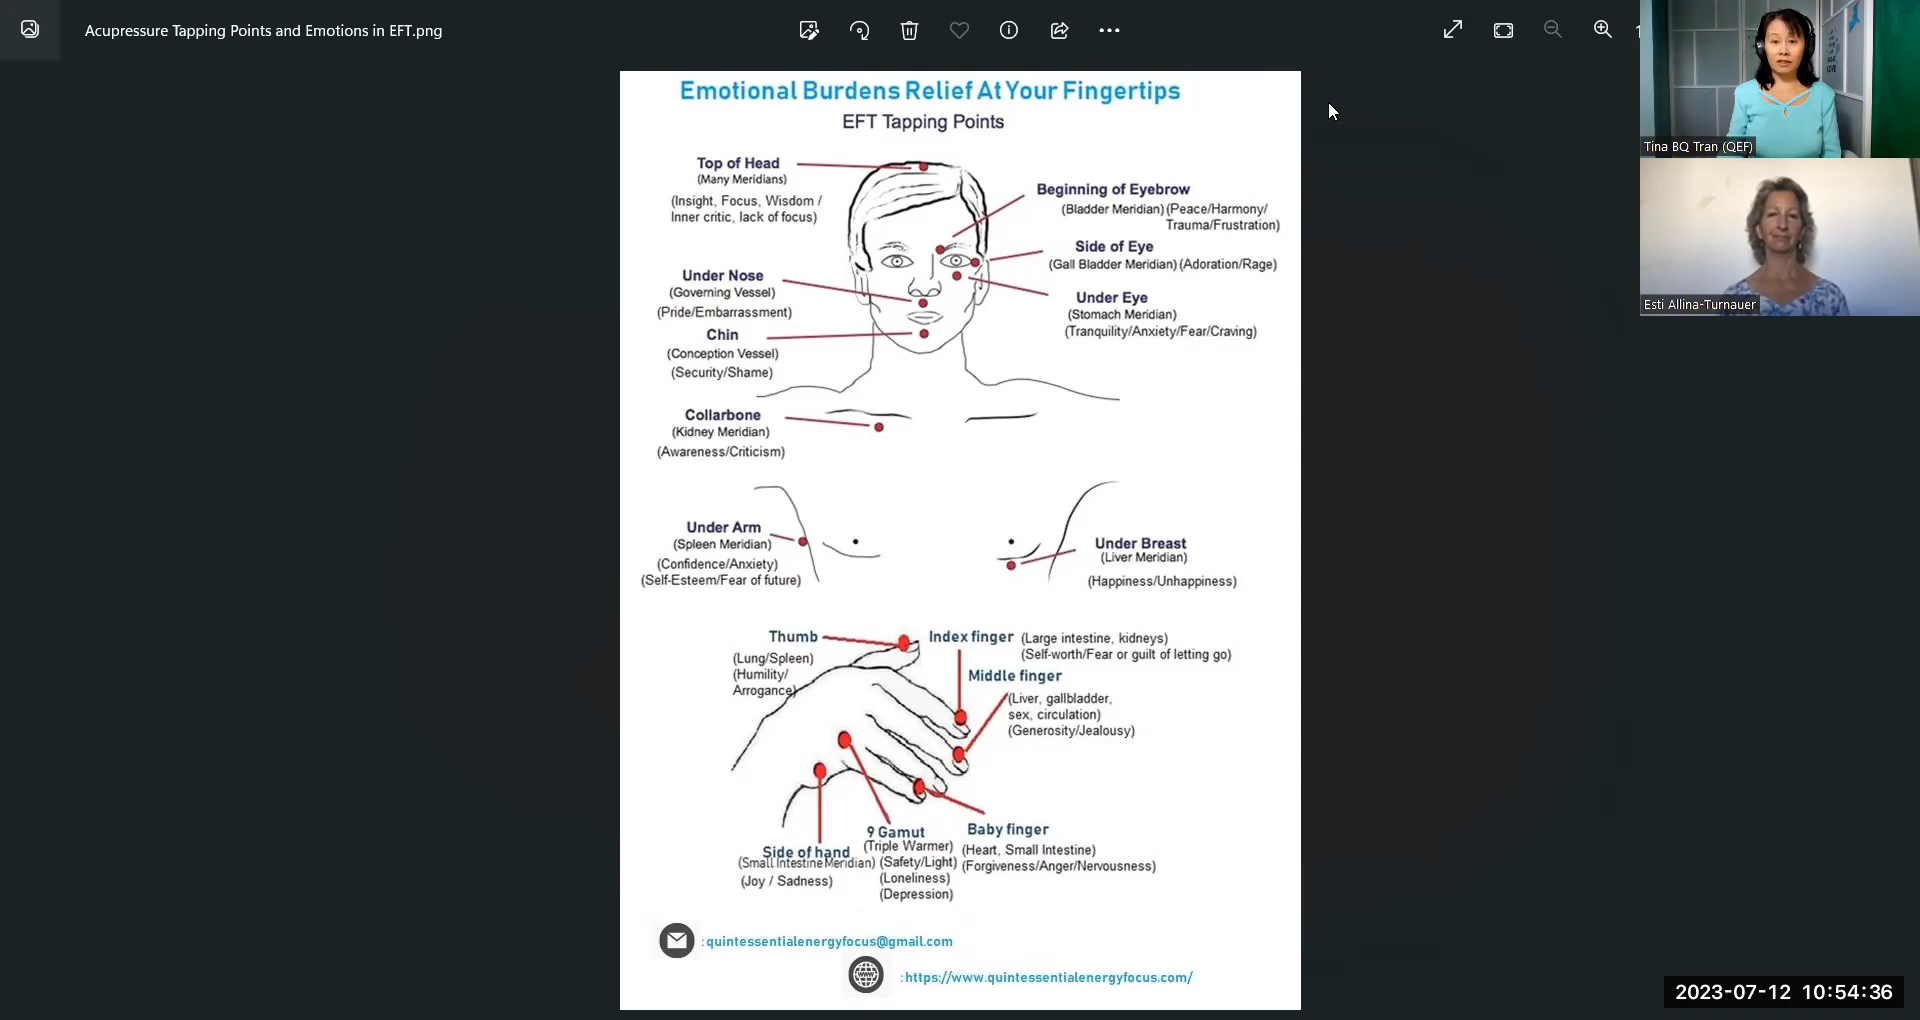 Acupressure Tapping Points and Emotions in EFT.png
Emotional Burdens Relief At Your Fingertips
EFT Tapping Points
Top of Head
(Many Meridians)
(Insight, Focus, Wisdom /
Inner critic, lack of focus)
Beginning of Eyebrow
(Bladder Meridian) (Peace/Harmony/
Trauma/Frustration)
Side of Eye
(Gall Bladder Meridian) (Adoration/Rage)
Under Nose
(Governing Vessel)
(Pride/Embarrassment)
Under Eye
(Stomach Meridian)
(Tranquility/Anxiety/Fear/Craving)
Chin
(Conception Vessel)
(Security/Shame)
Collarbone
(Kidney Meridian)
(Awareness/Criticism)
Under Arm
(Spleen Meridian)
(Confidence/Anxiety)
(Self-Esteem/Fear of future)
Under Breast
(Liver Meridian)
(Happiness/Unhappiness)
Thumb
(Lung/Spleen)
(Humility/
Arrogance)
Index finger (Large intestine, kidneys)
(Self-worth/Fear or guilt of letting go)
Middle finger
(Liver, gallbladder,
sex, circulation)
(Generosity/Jealousy)
Side of hand
(Small Intestine Meridian)
(Joy / Sadness)
9 Gamut
(Triple Warmer)
(Safety/Light)
(Loneliness)
(Depression)
Baby finger
(Heart, Small Intestine)
(Forgiveness/Anger/Nervousness)
: quintessentialenergyfocus@gmail.com
: https://www.quintessentialenergyfocus.com/
Tina BQ Tran (QEF)
Esti Allina-Turnauer
2023-07-12 10:54:36